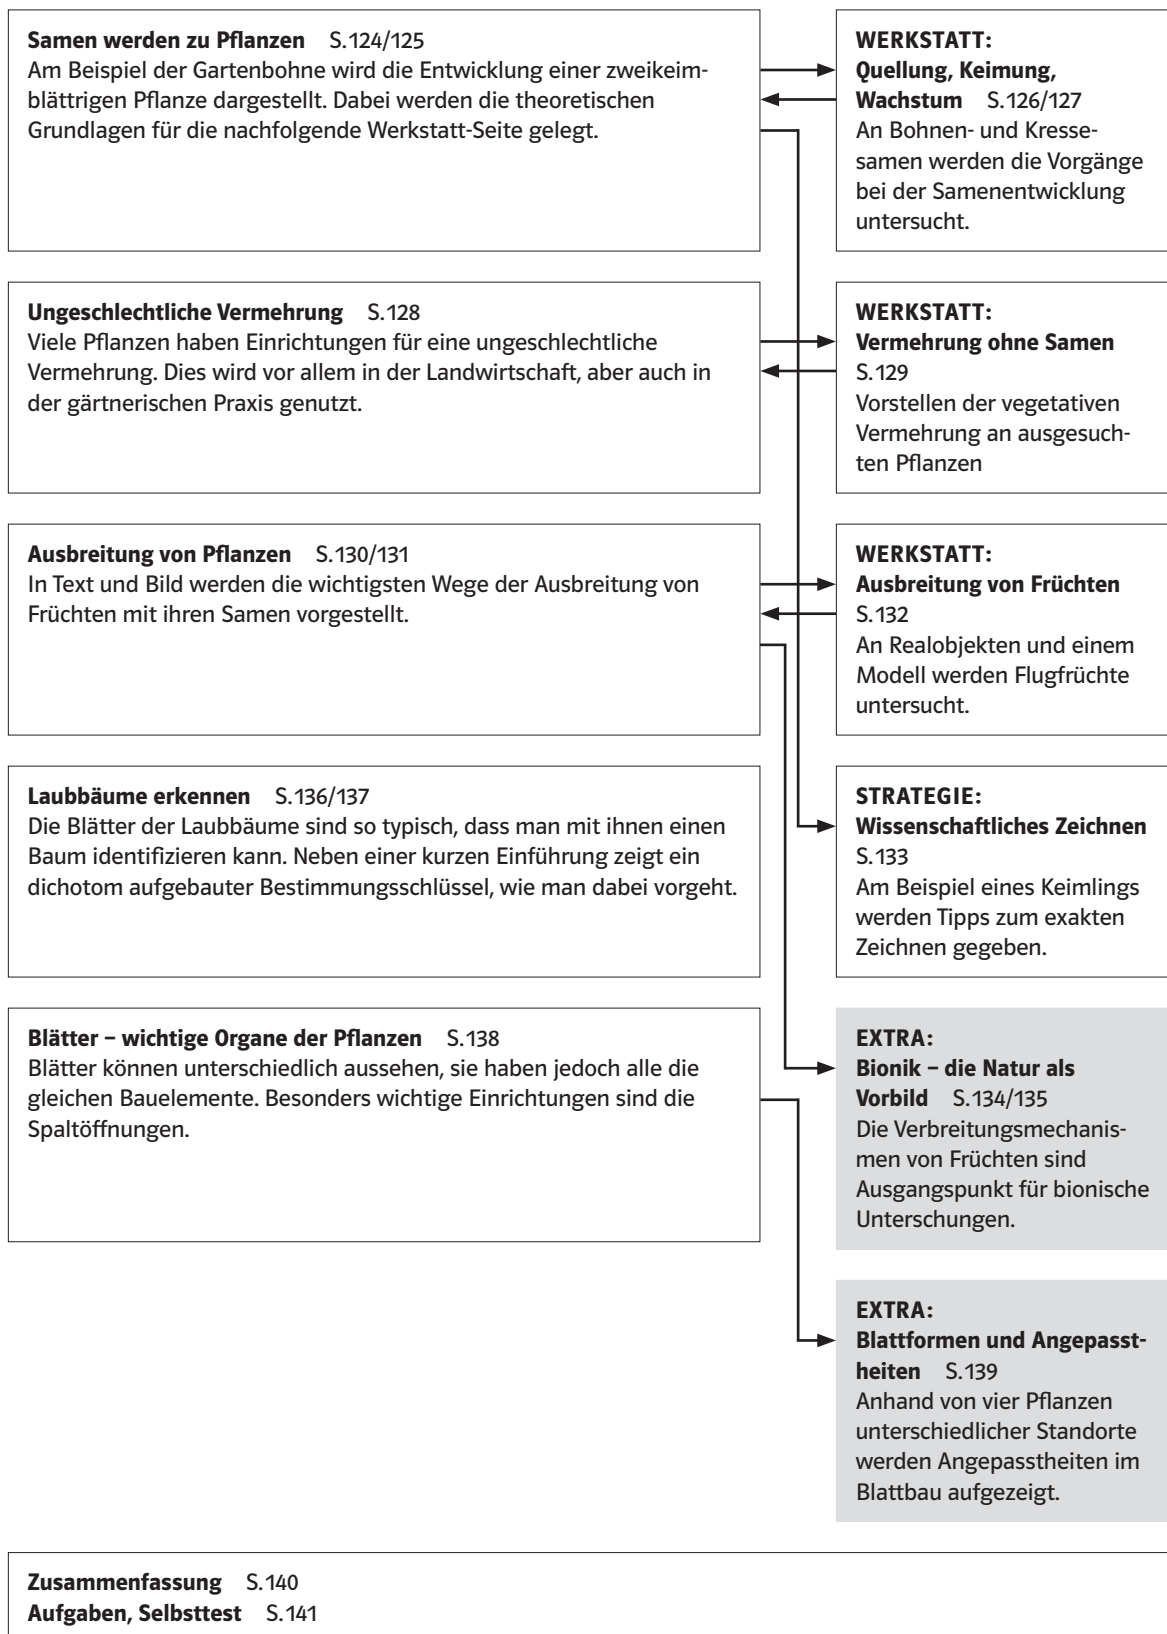 Samen werden zu Pflanzen S. 124/125
Am Beispiel der Gartenbohne wird die Entwicklung einer zweikeim-
blättrigen Pflanze dargestellt. Dabei werden die theoretischen
Grundlagen für die nachfolgende Werkstatt-Seite gelegt.
WERKSTATT:
Quellung, Keimung,
Wachstum S. 126/127
An Bohnen- und Kresse-
samen werden die Vorgänge
bei der Samenentwicklung
untersucht.
Ungeschlechtliche Vermehrung S. 128
Viele Pflanzen haben Einrichtungen für eine ungeschlechtliche
Vermehrung. Dies wird vor allem in der Landwirtschaft, aber auch in
der gärtnerischen Praxis genutzt.
WERKSTATT:
Vermehrung ohne Samen
S. 129
Vorstellen der vegetativen
Vermehrung an ausgesuch-
ten Pflanzen
Ausbreitung von Pflanzen S. 130/131
In Text und Bild werden die wichtigsten Wege der Ausbreitung von
Früchten mit ihren Samen vorgestellt.
WERKSTATT:
Ausbreitung von Früchten
S. 132
An Realobjekten und einem
Modell werden Flugfrüchte
untersucht.
Laubbäume erkennen S. 136/137
Die Blätter der Laubbäume sind so typisch, dass man mit ihnen einen
Baum identifizieren kann. Neben einer kurzen Einführung zeigt ein
dichotom aufgebauter Bestimmungsschlüssel, wie man dabei vorgeht.
STRATEGIE:
Wissenschaftliches Zeichnen
S. 133
Am Beispiel eines Keimlings
werden Tipps zum exakten
Zeichnen gegeben.
Blätter – wichtige Organe der Pflanzen S. 138
Blätter können unterschiedlich aussehen, sie haben jedoch alle die
gleichen Bauelemente. Besonders wichtige Einrichtungen sind die
Spaltöffnungen.
EXTRA:
Bionik – die Natur als
Vorbild S. 134/135
Die Verbreitungsmechanis-
men von Früchten sind
Ausgangspunkt für bionische
Unterschungen.
EXTRA:
Blattformen und Angepasst-
heiten S. 139
Anhand von vier Pflanzen
unterschiedlicher Standorte
werden Angepasstheiten im
Blattbau aufgezeigt.
Zusammenfassung S. 140
Aufgaben, Selbsttest S. 141